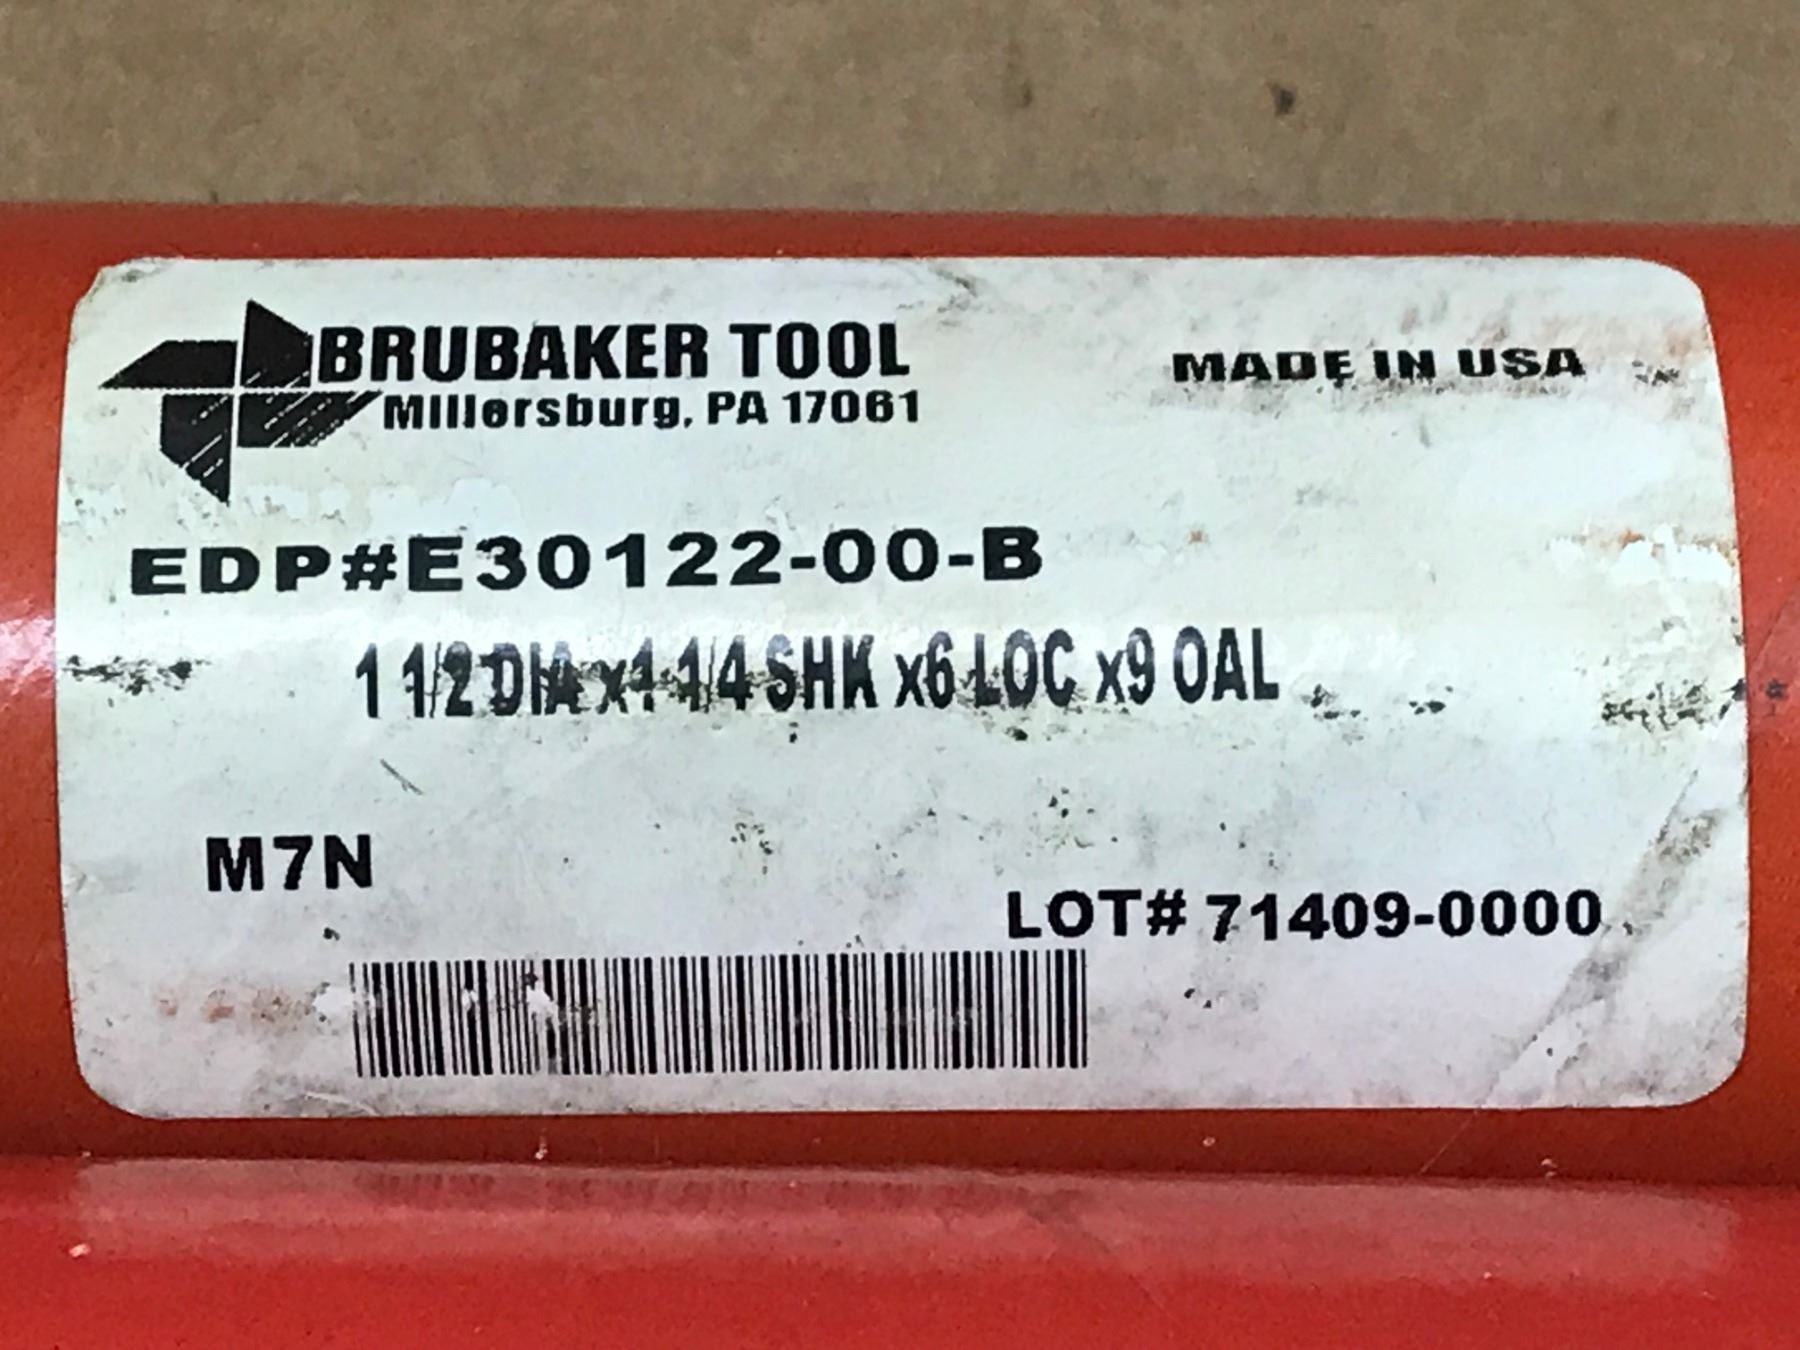 BRUBAKER TOOL
Millersburg, PA 17061
MADE IN USA
EDP#E30122-00-B
1 1/2 DIA x1 1/4 SHK x6 LOC x9 OAL
M7N
LOT# 71409-0000